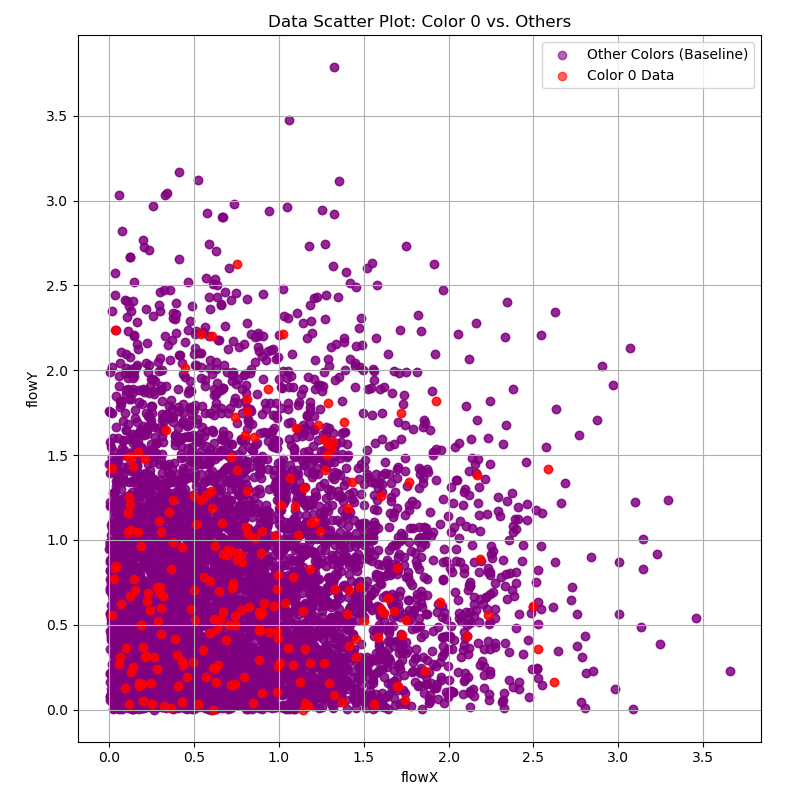 Data Scatter Plot: Color 0 vs. Others
Other Colors (Baseline)
Color 0 Data
3.5
3.0
2.5
2.0
1.5
1.0
0.5
0.0
flowY
0.0 0.5 1.0 1.5 2.0 2.5 3.0 3.5
flowX